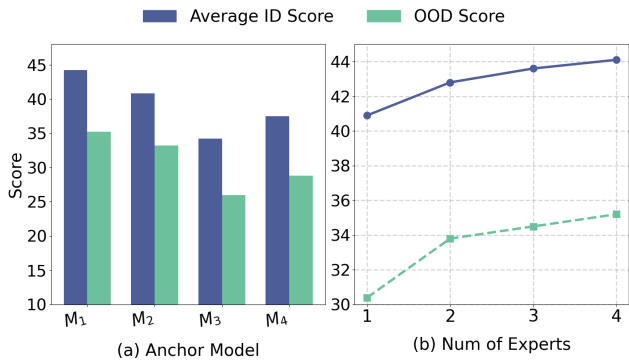 Average ID Score OOD Score
Score
45
40
35
30
25
20
15
10
M1 M2 M3 M4
(a) Anchor Model
44
42
40
38
36
34
32
30
1 2 3 4
(b) Num of Experts